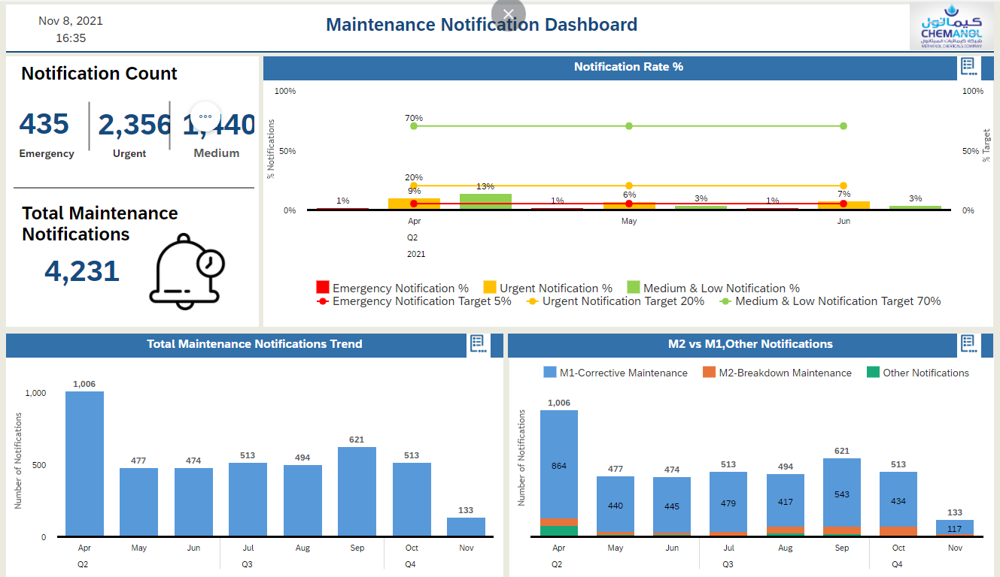 Nov 8, 2021
16:35
Maintenance Notification Dashboard
كيمانول
CHEMANOL
شركة كيمائيات الميثانول
METHANOL CHEMICALS COMPANY
Notification Count
435
2,356
1,440
Emergency
Urgent
Medium
Total Maintenance
Notifications
4,231
Notification Rate %
100%
100%
70%
% Notifications
50%
50%
% Target
20%
9%
13%
1%
1%
6%
3%
1%
7%
3%
0%
0%
Apr
May
Jun
Q2
2021
Emergency Notification %
Urgent Notification %
Medium & Low Notification %
Emergency Notification Target 5%
Urgent Notification Target 20%
Medium & Low Notification Target 70%
Total Maintenance Notifications Trend
Number of Notifications
1,000
500
0
1,006
477
474
513
494
621
513
133
Apr
May
Jun
Jul
Aug
Sep
Oct
Nov
Q2
Q3
Q4
M2 vs M1,Other Notifications
M1-Corrective Maintenance
M2-Breakdown Maintenance
Other Notifications
Number of Notifications
1,006
477
474
513
494
621
513
133
864
440
445
479
417
543
434
117
Apr
May
Jun
Jul
Aug
Sep
Oct
Nov
Q2
Q3
Q4